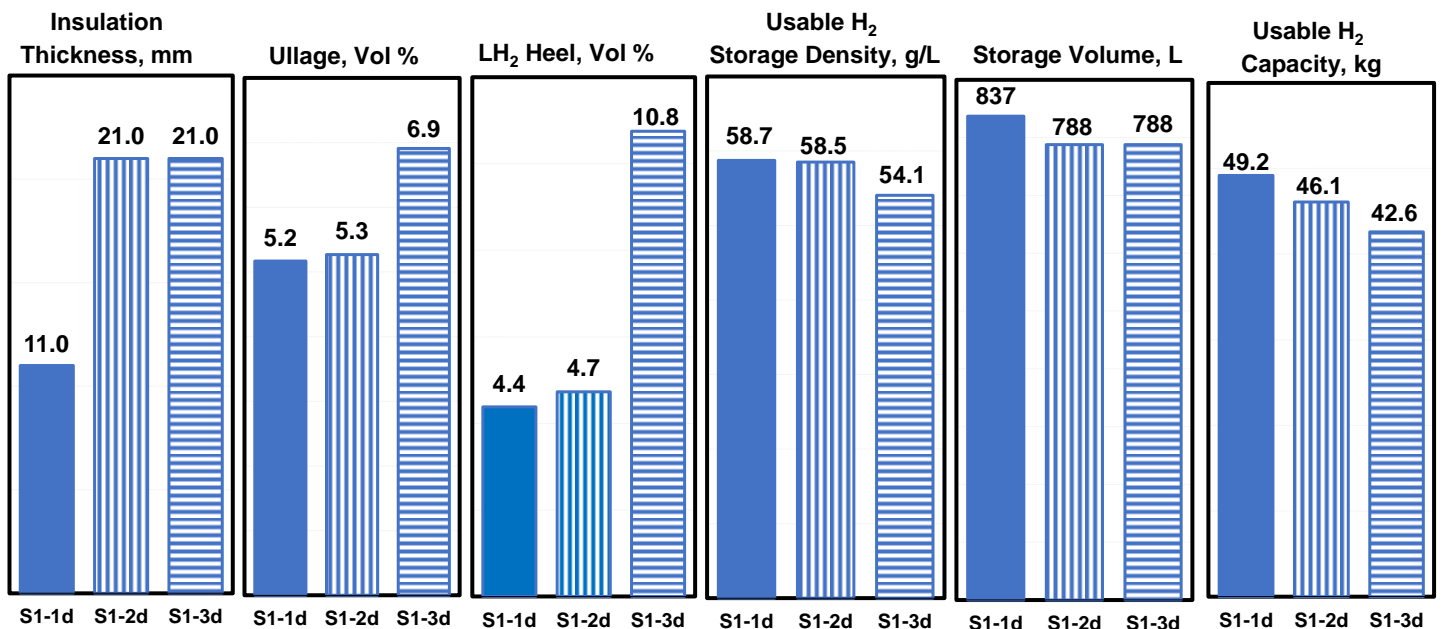 Insulation
Thickness, mm
11.0
21.0
21.0
S1-1d
S1-2d
S1-3d
Ullage, Vol %
5.2
5.3
6.9
S1-1d
S1-2d
S1-3d
LH₂ Heel, Vol %
4.4
4.7
10.8
S1-1d
S1-2d
S1-3d
Usable H₂
Storage Density, g/L
58.7
58.5
54.1
S1-1d
S1-2d
S1-3d
Storage Volume, L
837
788
788
S1-1d
S1-2d
S1-3d
Usable H₂
Capacity, kg
49.2
46.1
42.6
S1-1d
S1-2d
S1-3d